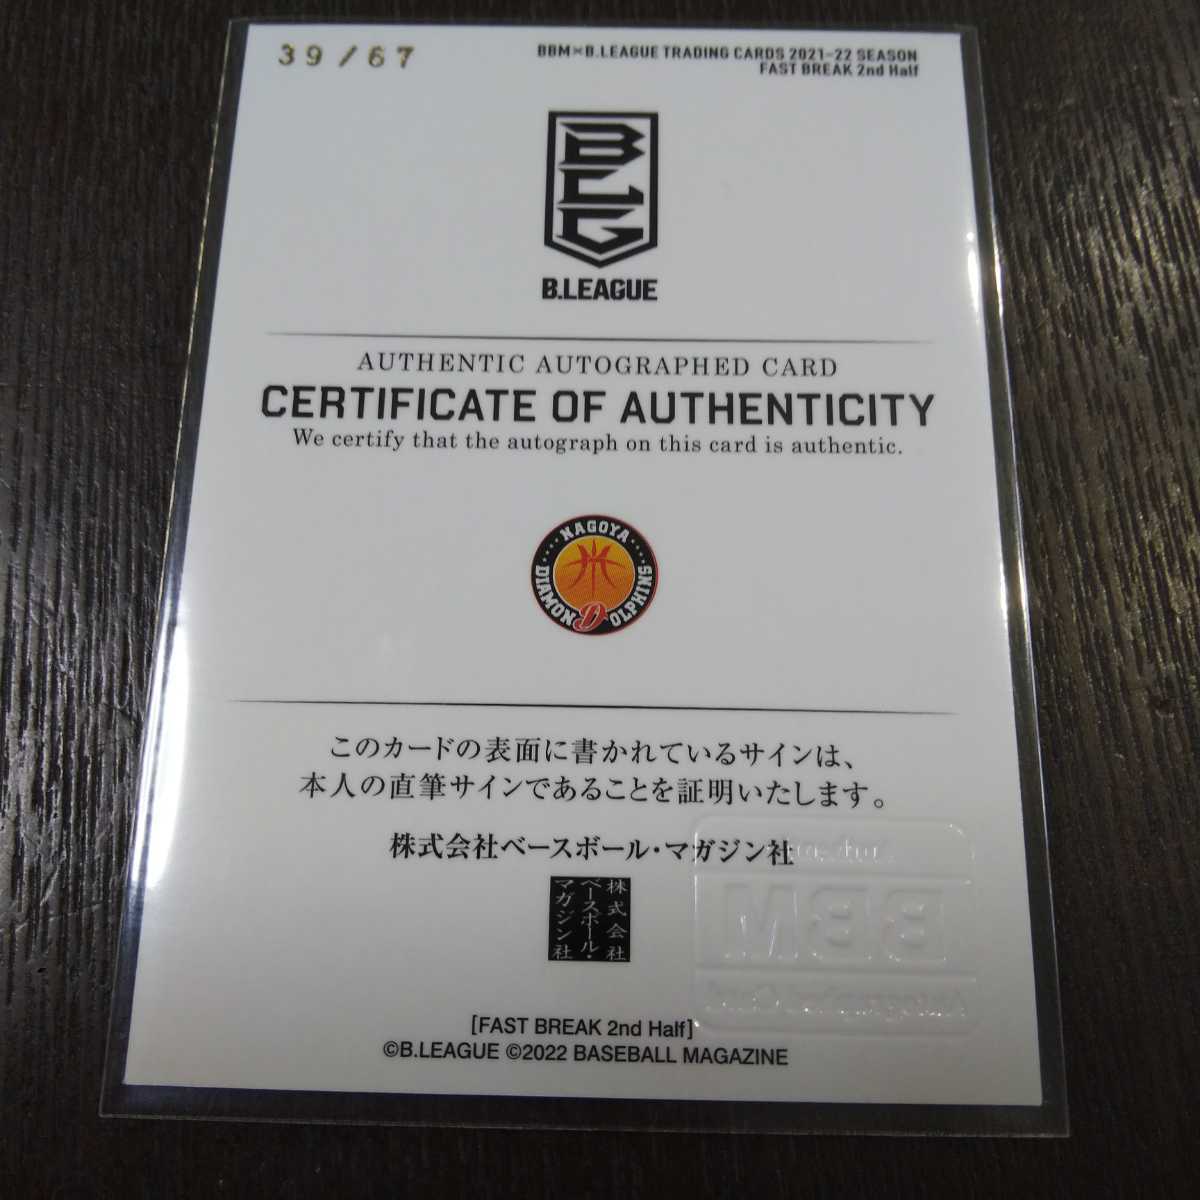 39/67
BBM×B.LEAGUE TRADING CARDS 2021-22 SEASON
FAST BREAK 2nd Half
BLG
B.LEAGUE
AUTHENTIC AUTOGRAPHED CARD
CERTIFICATE OF AUTHENTICITY
We certify that the autograph on this card is authentic.
NAGOYA
DIAMOND DOLPHINS
このカードの表面に書かれているサインは、
本人の直筆サインであることを証明いたします。
株式会社ベースボール・マガジン社
株式会社
ベースボール・
マガジン社
BBM
Autographed Card
[FAST BREAK 2nd Half]
©B.LEAGUE ©2022 BASEBALL MAGAZINE